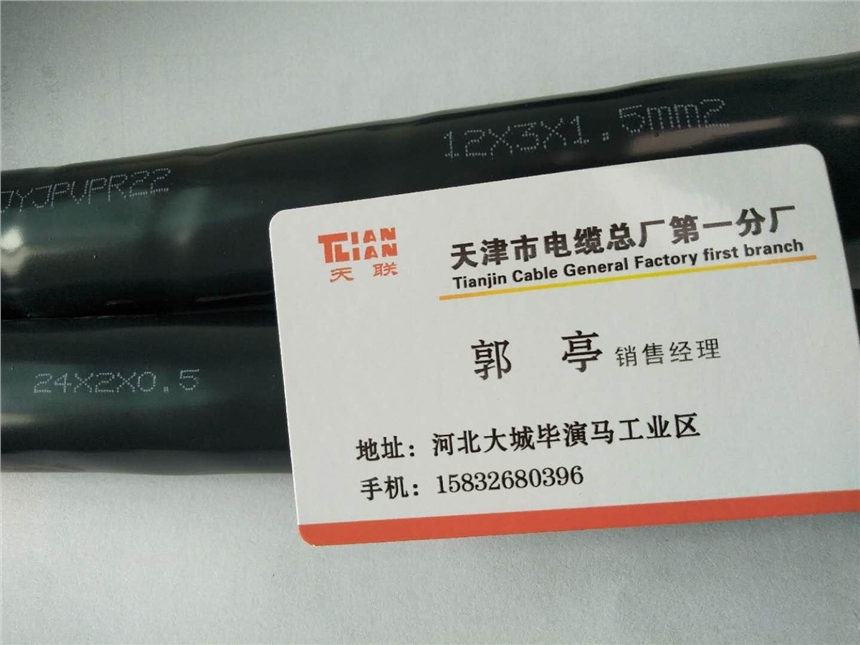 JYJPVPR22
12X3X1.5mm2
24X2X0.5
TLIAN
LIAN
天联
天津市电缆总厂第一分厂
Tianjin Cable General Factory first branch
郭 亭 销售经理
地址：河北大城毕演马工业区
手机：15832680396